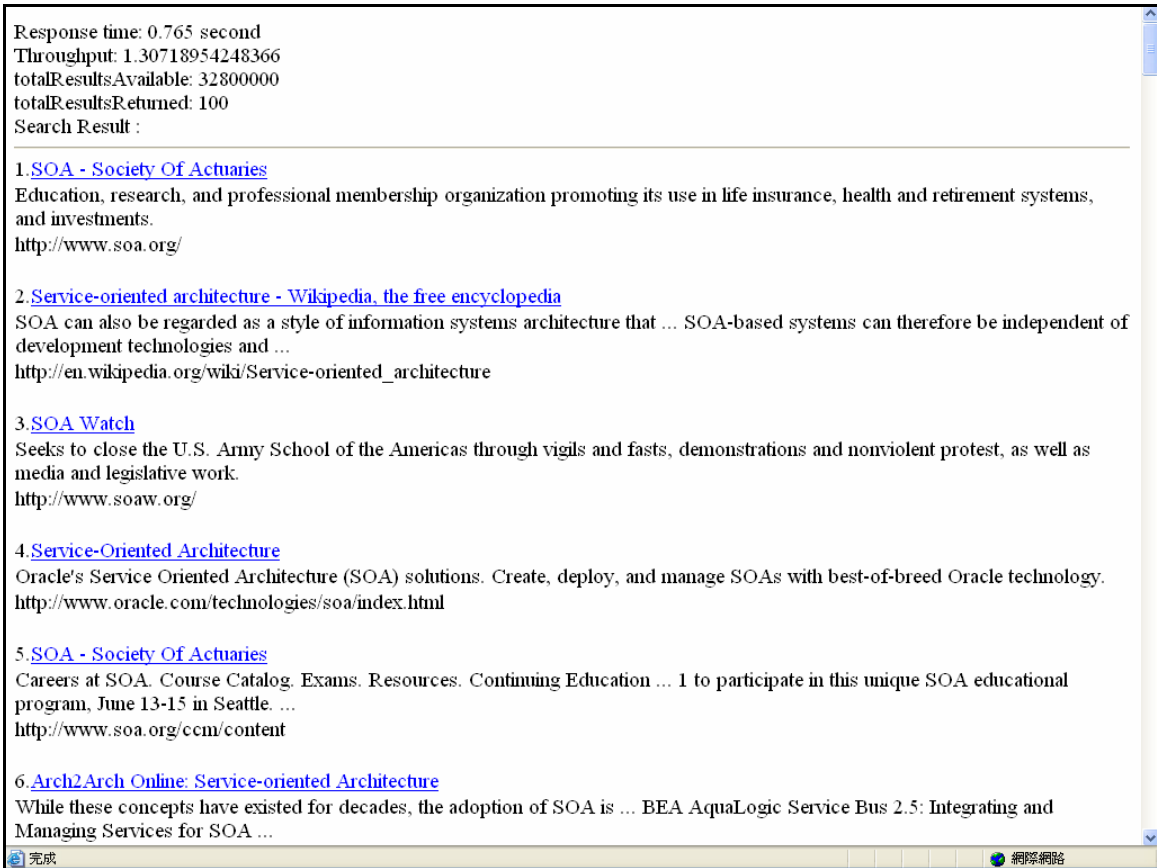 Response time: 0.765 second
Throughput: 1.30718954248366
totalResultsAvailable: 32800000
totalResultsReturned: 100
Search Result :
1.SOA - Society Of Actuaries
Education, research, and professional membership organization promoting its use in life insurance, health and retirement systems,
and investments.
http://www.soa.org/
2.Service-oriented architecture - Wikipedia, the free encyclopedia
SOA can also be regarded as a style of information systems architecture that ... SOA-based systems can therefore be independent of
development technologies and ...
http://en.wikipedia.org/wiki/Service-oriented_architecture
3.SOA Watch
Seeks to close the U.S. Army School of the Americas through vigils and fasts, demonstrations and nonviolent protest, as well as
media and legislative work.
http://www.soaw.org/
4.Service-Oriented Architecture
Oracle's Service Oriented Architecture (SOA) solutions. Create, deploy, and manage SOAs with best-of-breed Oracle technology.
http://www.oracle.com/technologies/soa/index.html
5.SOA - Society Of Actuaries
Careers at SOA. Course Catalog. Exams. Resources. Continuing Education ... 1 to participate in this unique SOA educational
program, June 13-15 in Seattle. ...
http://www.soa.org/ccm/content
6.Arch2Arch Online: Service-oriented Architecture
While these concepts have existed for decades, the adoption of SOA is ... BEA AquaLogic Service Bus 2.5: Integrating and
Managing Services for SOA ...
完成
網際網路